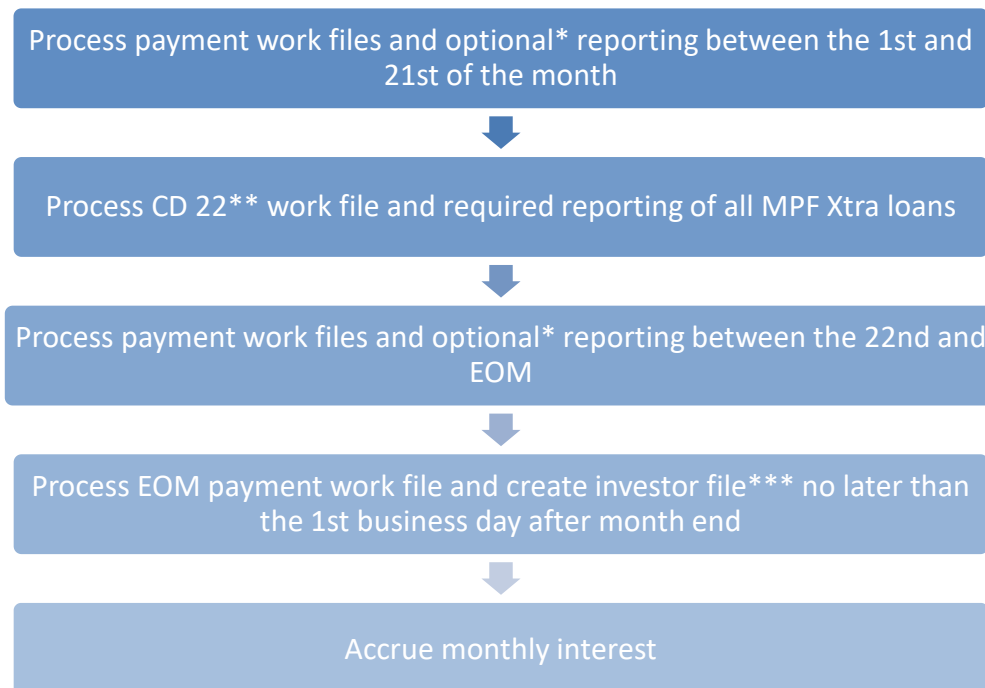 Process payment work files and optional* reporting between the 1st and
21st of the month
Process CD 22** work file and required reporting of all MPF Xtra loans
Process payment work files and optional* reporting between the 22nd and
EOM
Process EOM payment work file and create investor file*** no later than
the 1st business day after month end
Accrue monthly interest